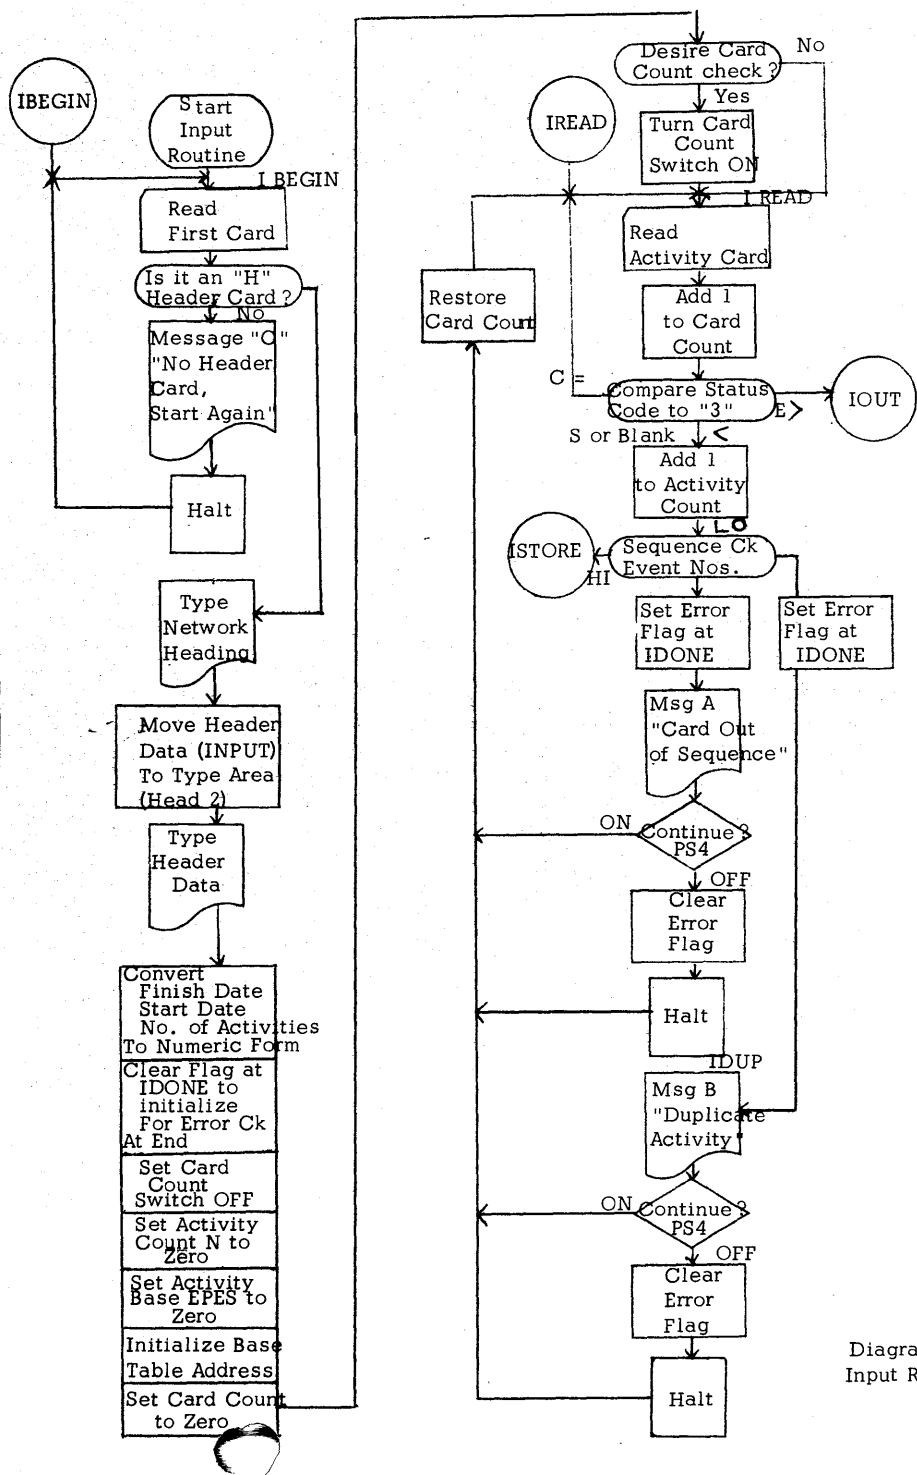 IBEGIN
Start
Input
Routine
I BEGIN
Read
First Card
Is it an "H"
Header Card?
No
Message "C"
"No Header
Card,
Start Again"
Halt
Type
Network
Heading
Move Header
Data (INPUT)
To Type Area
(Head 2)
Type
Header
Data
Convert
Finish Date
Start Date
No. of Activities
To Numeric Form
Clear Flag at
IDONE to
initialize
For Error Ck
At End
Set Card
Count
Switch OFF
Set Activity
Count N to
Zero
Set Activity
Base EPES to
Zero
Initialize Base
Table Address
Set Card Count
to Zero
Desire Card
Count check?
No
Yes
IREAD
Turn Card
Count
Switch ON
I READ
Read
Activity Card
Restore
Card Count
Add 1
to Card
Count
C =
Compare Status
Code to "3"
E >
IOUT
S or Blank <
Add 1
to Activity
Count
LO
ISTORE
HI
Sequence Ck
Event Nos.
Set Error
Flag at
IDONE
Set Error
Flag at
IDONE
Msg A
"Card Out
of Sequence"
ON
Continue?
PS4
OFF
Clear
Error
Flag
Halt
IDUP
Msg B
"Duplicate
Activity "
ON
Continue?
PS4
OFF
Clear
Error
Flag
Halt
Diagra
Input R